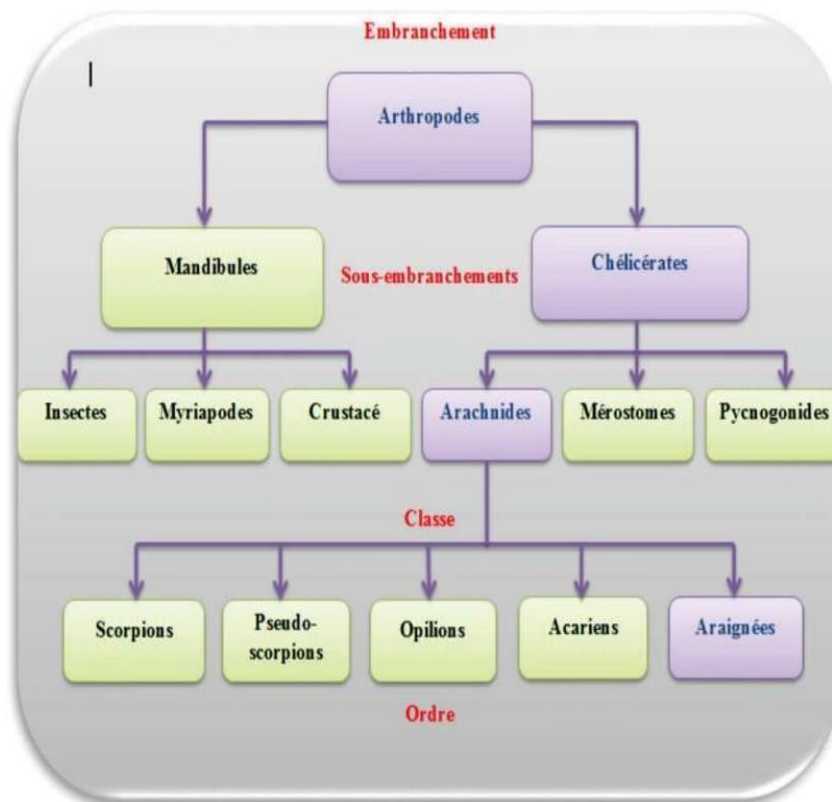 Embranchement
|
Arthropodes
Mandibules
Sous-embranchements
Chélicérates
Insectes
Myriapodes
Crustacé
Arachnides
Mérostomes
Pycnogonides
Classe
Scorpions
Pseudo-
scorpions
Opilions
Acariens
Araignées
Ordre